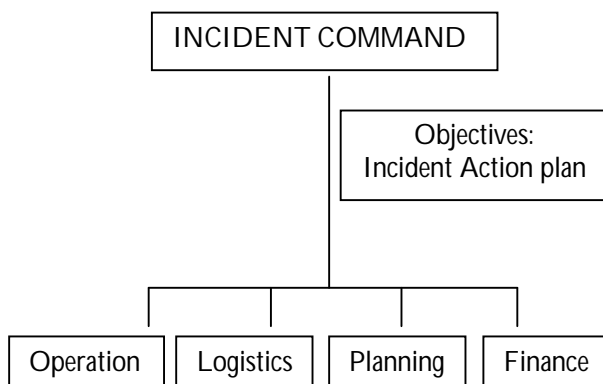 INCIDENT COMMAND
Objectives:
Incident Action plan
Operation
Logistics
Planning
Finance